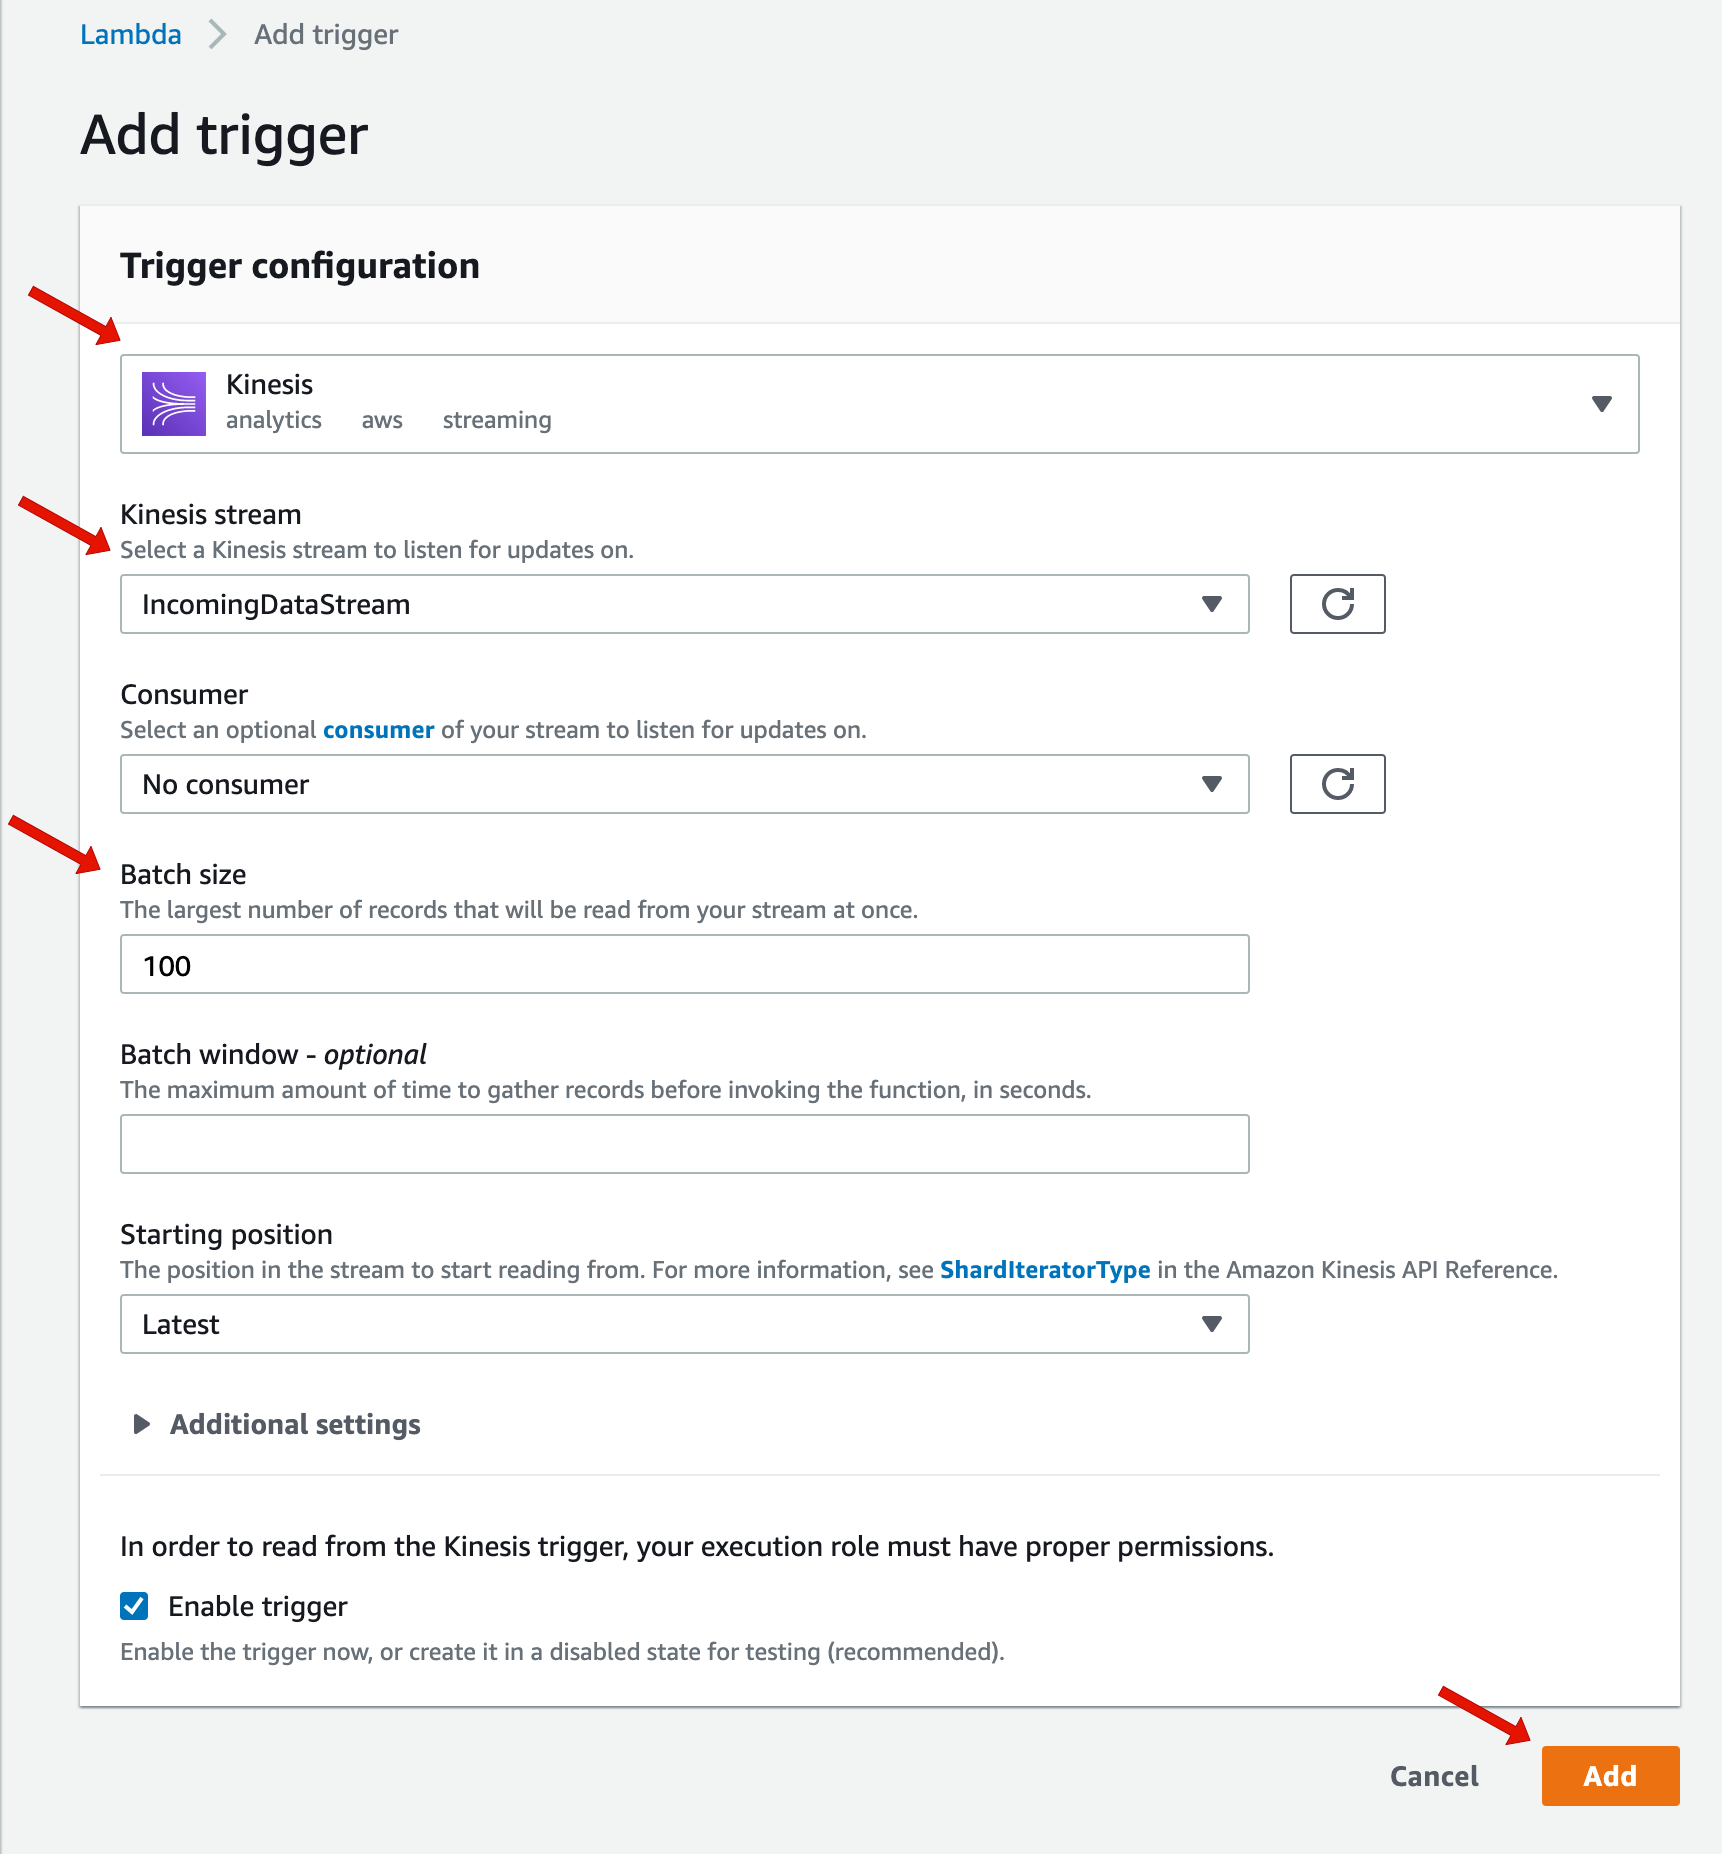 Lambda > Add trigger
Add trigger
Trigger configuration
Kinesis
analytics aws streaming
Kinesis stream
Select a Kinesis stream to listen for updates on.
IncomingDataStream
Consumer
Select an optional consumer of your stream to listen for updates on.
No consumer
Batch size
The largest number of records that will be read from your stream at once.
100
Batch window - optional
The maximum amount of time to gather records before invoking the function, in seconds.
Starting position
The position in the stream to start reading from. For more information, see ShardIteratorType in the Amazon Kinesis API Reference.
Latest
Additional settings
In order to read from the Kinesis trigger, your execution role must have proper permissions.
Enable trigger
Enable the trigger now, or create it in a disabled state for testing (recommended).
Cancel Add